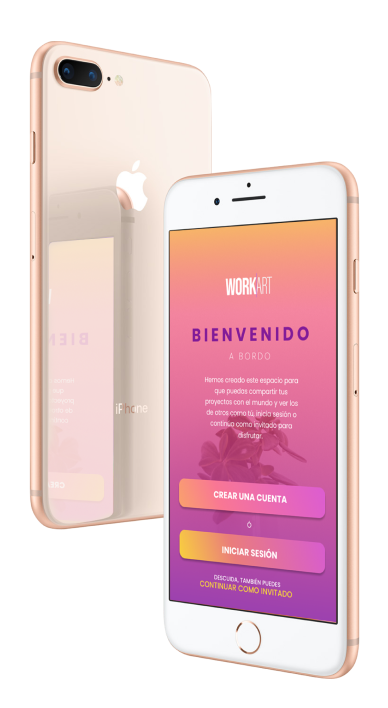 WORKART
BIENVENIDO
A BORDO
Hemos creado este espacio para
que puedas compartir tus
proyectos con el mundo y ver los
de otros como tú, inicia sesión o
continua como invitado para
disfrutar.
CREAR UNA CUENTA
O
INICIAR SESIÓN
DESCUIDA, TAMBIÉN PUEDES
CONTINUAR COMO INVITADO
iPhone